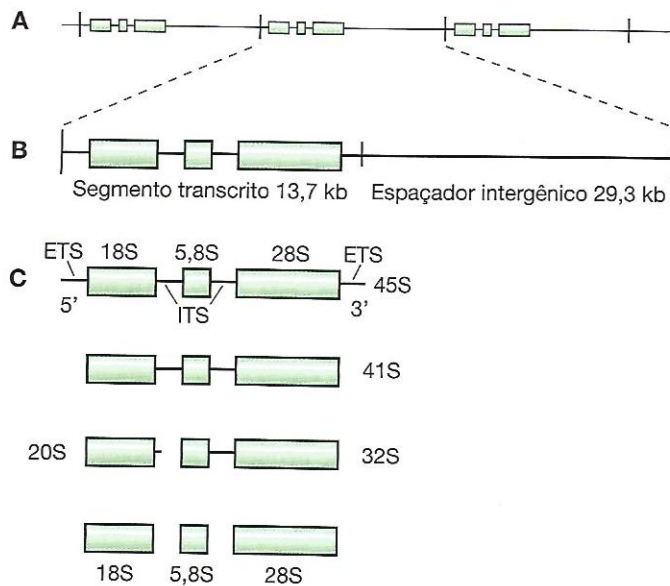 A
B
Segmento transcrito 13,7 kb Espaçador intergênico 29,3 kb
ETS 18S 5,8S 28S ETS
C 45S
5' ITS 3'
41S
20S 32S
18S 5,8S 28S